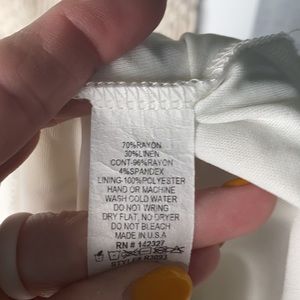 70%RAYON
30%LINEN
CONT-96%RAYON
4%SPANDEX
LINING-100%POLYESTER
HAND OR MACHINE
WASH COLD WATER
DO NOT WRING
DRY FLAT, NO DRYER
DO NOT BLEACH
MADE IN U.S.A
RN # 142327
STYLE#